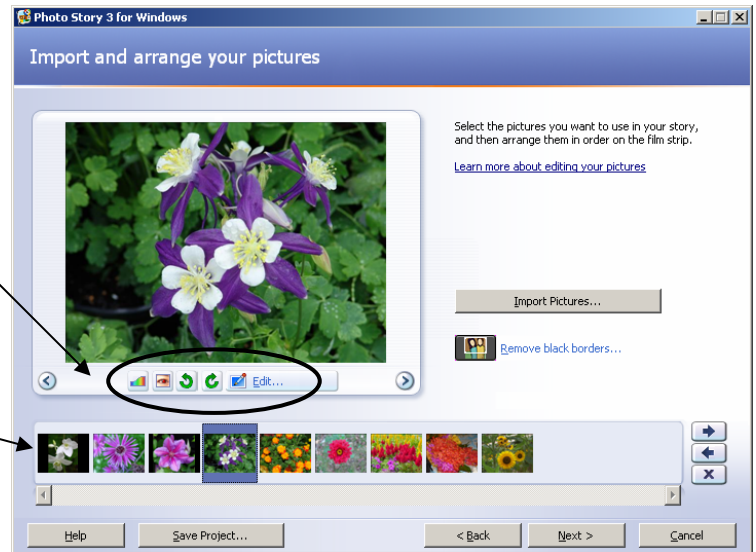 Photo Story 3 for Windows
Import and arrange your pictures
Select the pictures you want to use in your story,
and then arrange them in order on the film strip.
Learn more about editing your pictures
Import Pictures...
Remove black borders...
Edit...
Help
Save Project...
< Back
Next >
Cancel